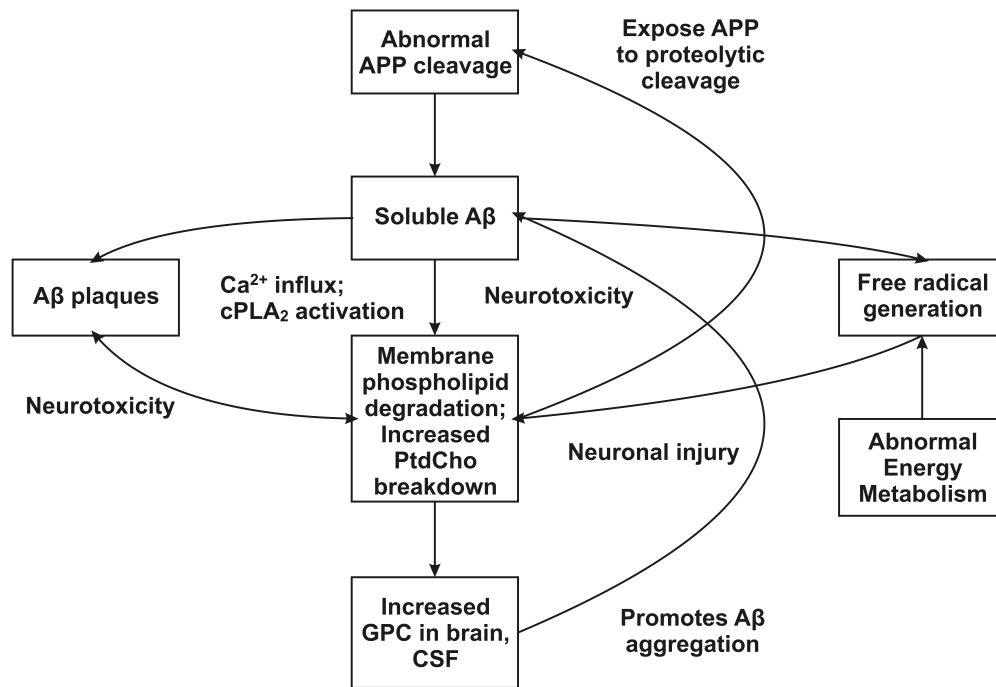 Abnormal
APP cleavage
Expose APP
to proteolytic
cleavage
Soluble Aβ
Aβ plaques
Ca²⁺ influx;
cPLA₂ activation
Neurotoxicity
Free radical
generation
Membrane
phospholipid
degradation;
Increased
PtdCho
breakdown
Neurotoxicity
Neuronal injury
Abnormal
Energy
Metabolism
Increased
GPC in brain,
CSF
Promotes Aβ
aggregation